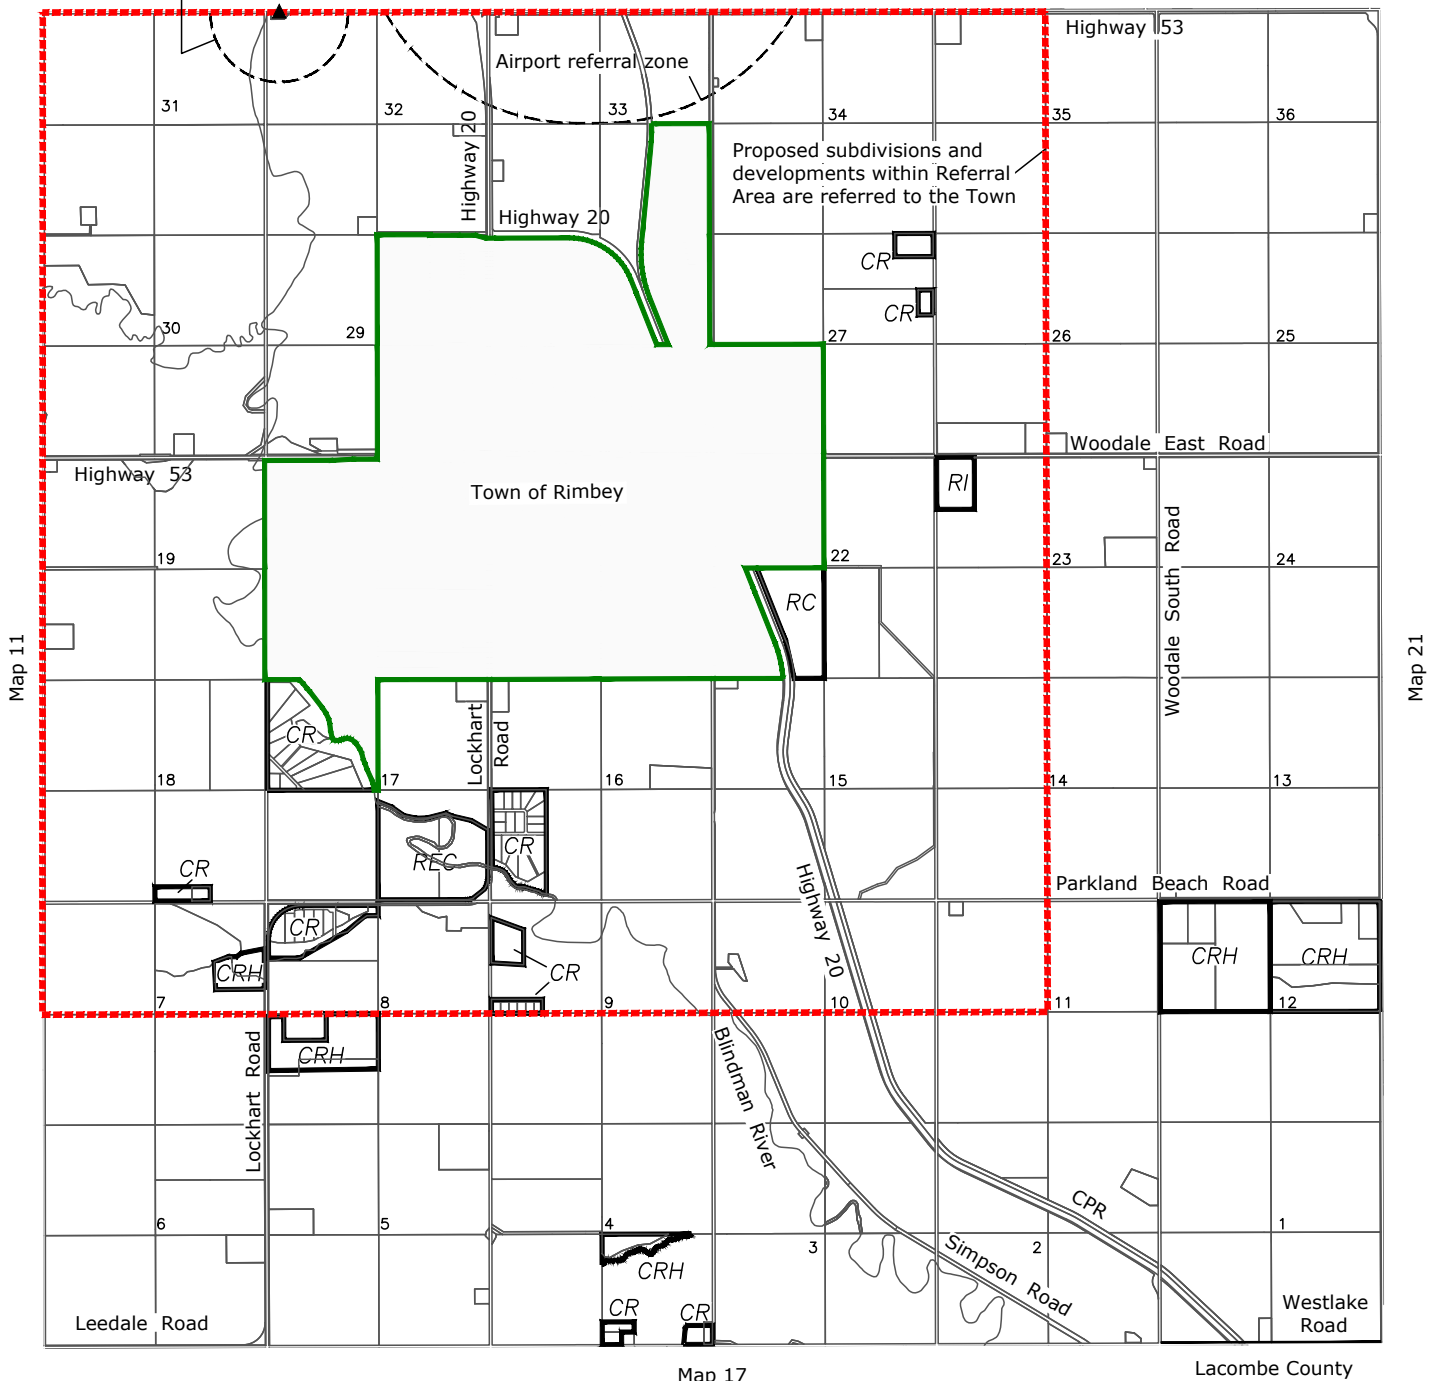 Highway 53
Airport referral zone
31
32
33
34
35
36
Highway 20
Proposed subdivisions and
developments within Referral
Area are referred to the Town
Highway 20
CR
CR
30
29
27
26
25
Woodale East Road
Highway 53
Town of Rimbey
RI
19
22
23
24
Woodale South Road
RC
Map 11
Map 21
CR
Lockhart
Road
18
17
16
15
14
13
CR
REC
CR
Highway 20
Parkland Beach Road
CR
CRH
CR
CRH
CRH
7
8
9
10
11
12
CRH
Lockhart Road
Blindman River
6
5
4
3
2
1
CPR
Simpson Road
CRH
CR
CR
Leedale Road
Westlake
Road
Map 17
Lacombe County